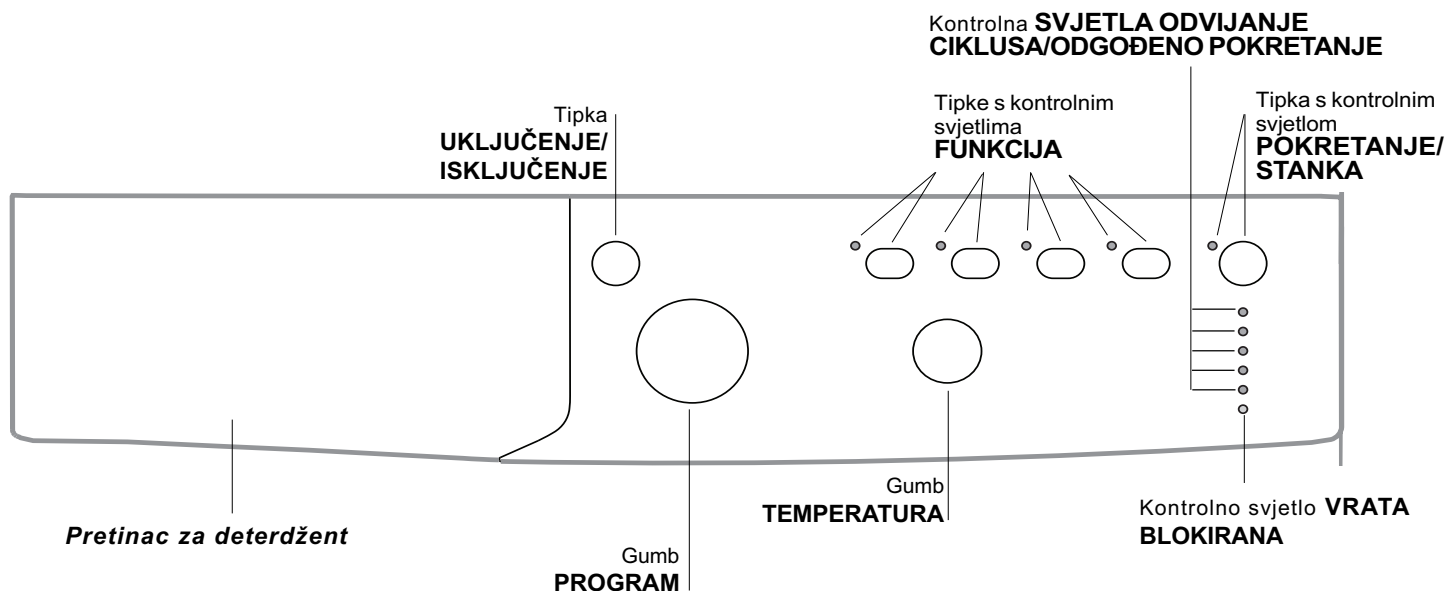 Kontrolna SVJETLA ODVIJANJE
CIKLUSA/ODGOĐENO POKRETANJE
Tipka
UKLJUČENJE/
ISKLJUČENJE
Tipke s kontrolnim
svjetlima
FUNKCIJA
Tipka s kontrolnim
svjetlom
POKRETANJE/
STANKA
Pretinac za deterdžent
Gumb
PROGRAM
Gumb
TEMPERATURA
Kontrolno svjetlo VRATA
BLOKIRANA